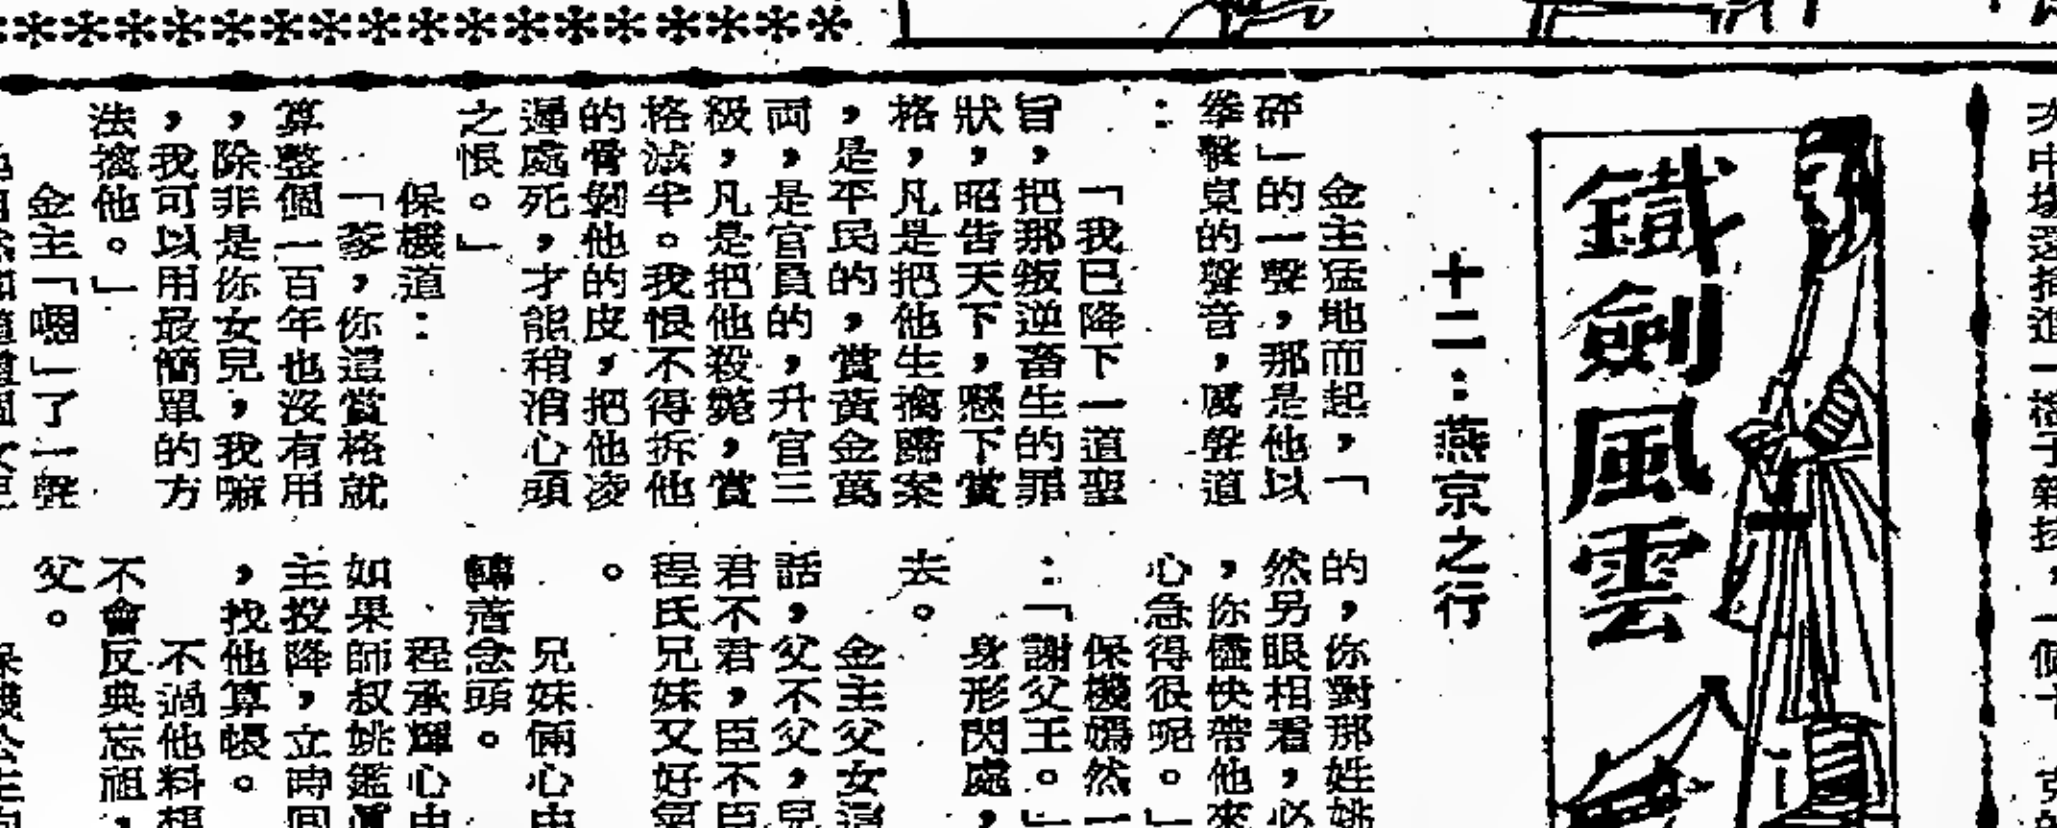 鐵劍風雲
十二：燕京之行
金主猛地而起，「
砰」的一聲，那是他以
拳擊桌的聲音，厲聲道
：
「我已降下一道聖
旨，把那叛逆畜生的罪
狀，昭告天下，懸下賞
格，凡是把他生擒歸案
，是平民的，賞黃金萬
両，是官員的，升官三
級，凡是把他殺斃，賞
格減半。我恨不得拆他
的骨剝他的皮，把他凌
遲處死，才能稍消心頭
之恨。」
保機道：
「爹，你這賞格就
算整個一百年也沒有用
，除非是你女兒，我嘛
，我可以用最簡單的方
法擒他。」
金主「嗯」了一聲
的，你對那姓姚
然另眼相看，必
，你儘快帶他來
心急得很呢。」
保機嫣然一
：「謝父王。」
身形閃處，
去。
金主父女這
話，父不父，兒
君不君，臣不臣
程氏兄妹又好氣
。
兄妹倆心中
轉著念頭。
程承輝心中
如果師叔姚鑑眞
主投降，立時回
，找他算帳。
不過他料想
不會反典忘祖，
父。